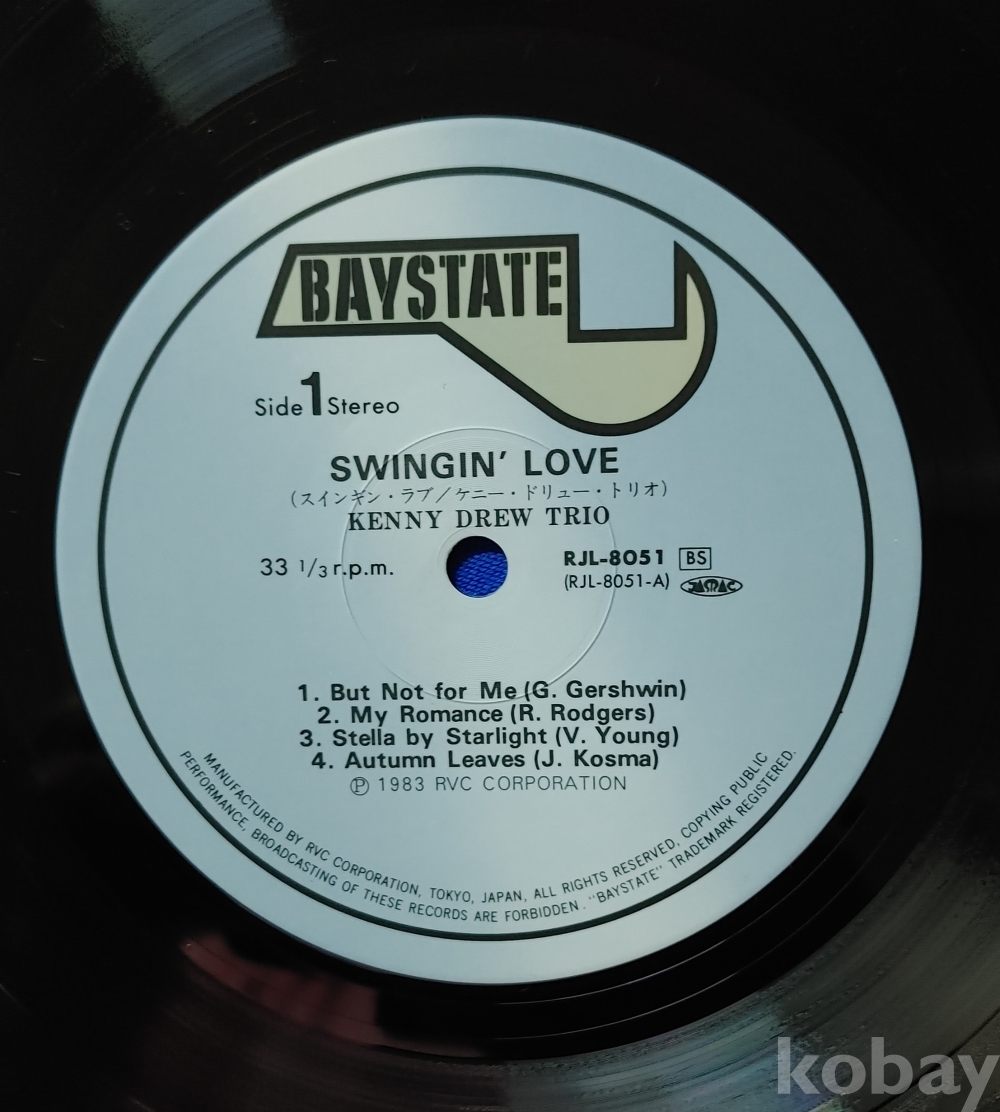 BAYSTATE
Side 1 Stereo
SWINGIN' LOVE
(スインギン・ラブ/ケニー・ドリュー・トリオ)
KENNY DREW TRIO
33 1/3 r.p.m.
RJL-8051 BS
(RJL-8051-A) JASRAC
1. But Not for Me (G. Gershwin)
2. My Romance (R. Rodgers)
3. Stella by Starlight (V. Young)
4. Autumn Leaves (J. Kosma)
Ⓟ 1983 RVC CORPORATION
MANUFACTURED BY RVC CORPORATION, TOKYO, JAPAN, ALL RIGHTS RESERVED, COPYING PUBLIC
PERFORMANCE, BROADCASTING OF THESE RECORDS ARE FORBIDDEN. "BAYSTATE" TRADEMARK REGISTERED.
kobay